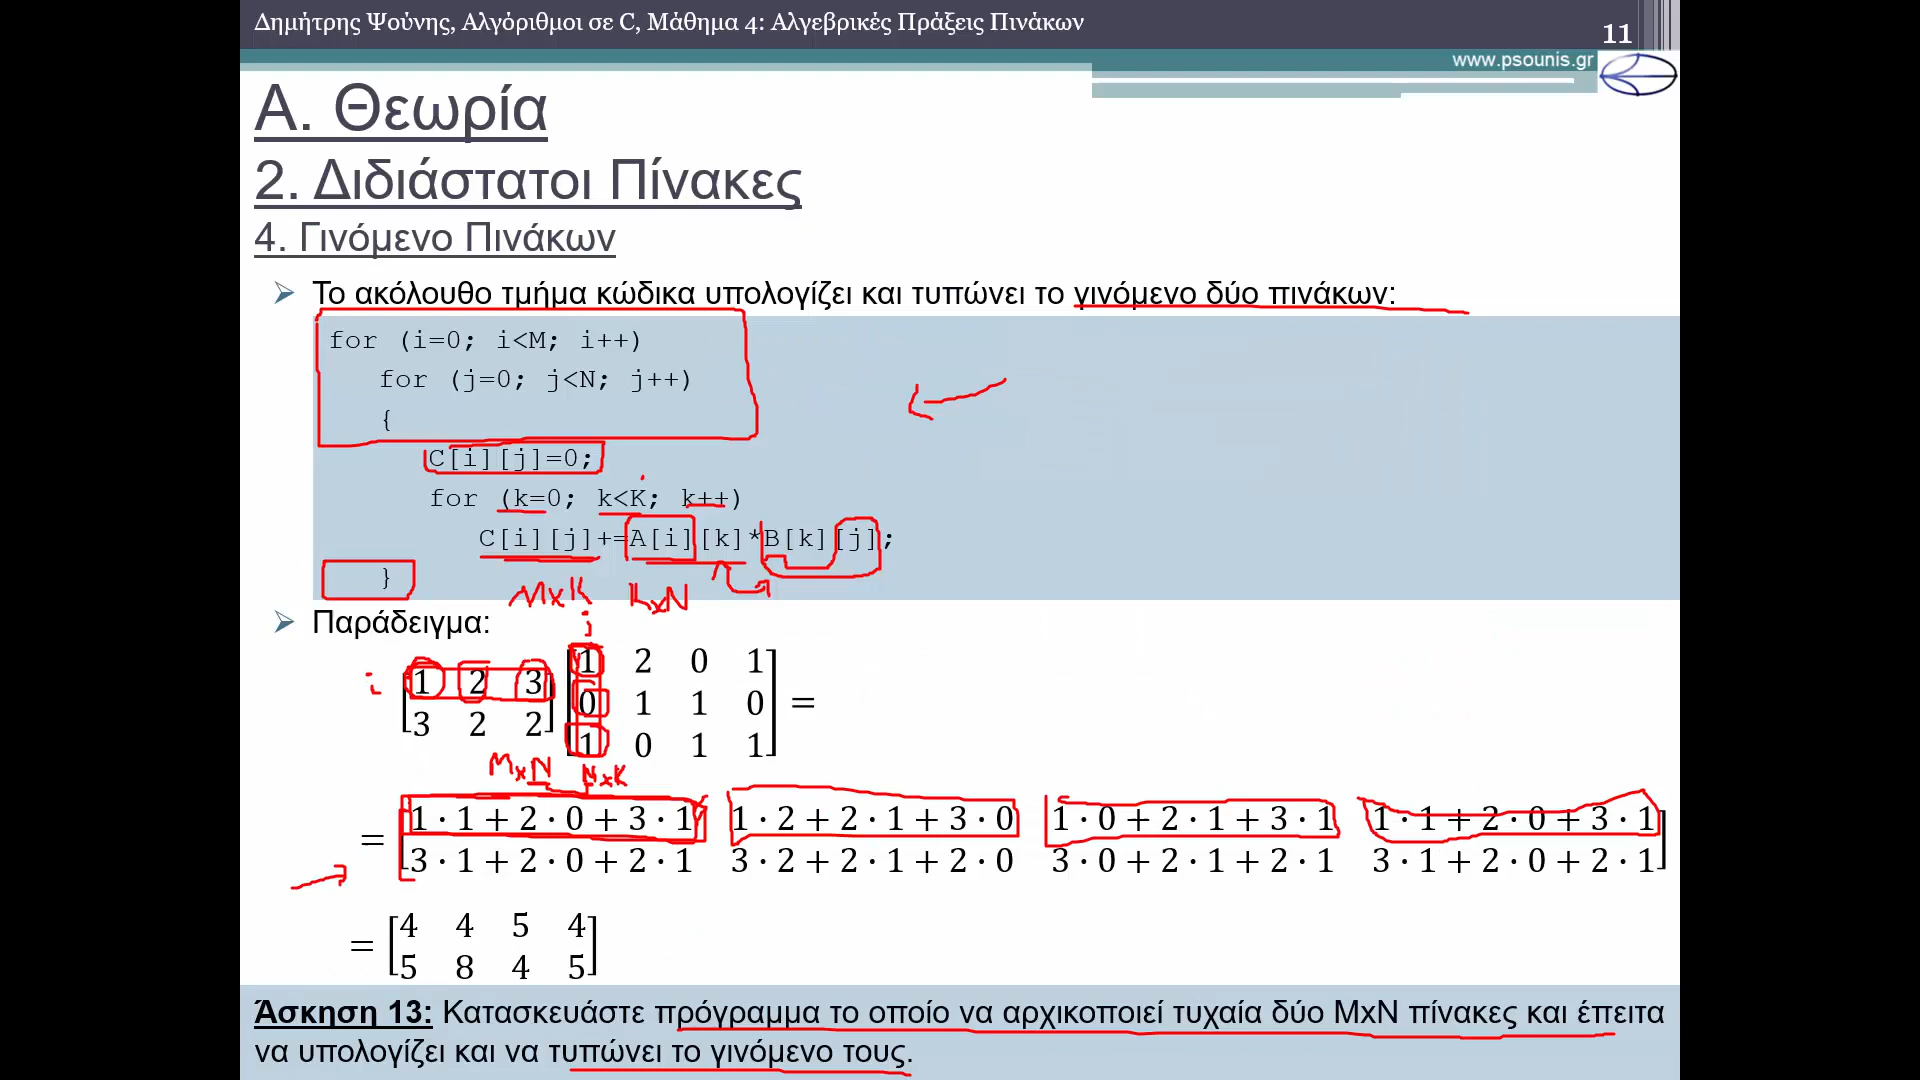 Δημήτρης Ψούνης, Αλγόριθμοι σε C, Μάθημα 4: Αλγεβρικές Πράξεις Πινάκων
11
www.psounis.gr
Α. Θεωρία
2. Διδιάστατοι Πίνακες
4. Γινόμενο Πινάκων
Το ακόλουθο τμήμα κώδικα υπολογίζει και τυπώνει το γινόμενο δύο πινάκων:
for (i=0; i<M; i++)
for (j=0; j<N; j++)
{
C[i][j]=0;
for (k=0; k<K; k++)
C[i][j]+=A[i][k]*B[k][j];
}
MxK KxN
Παράδειγμα:
j
i
[1 2 3] [1 2 0 1]
[3 2 2] [0 1 1 0] =
[1 0 1 1]
MxN NxK
= [1·1+2·0+3·1 1·2+2·1+3·0 1·0+2·1+3·1 1·1+2·0+3·1]
[3·1+2·0+2·1 3·2+2·1+2·0 3·0+2·1+2·1 3·1+2·0+2·1]
= [4 4 5 4]
[5 8 4 5]
Άσκηση 13: Κατασκευάστε πρόγραμμα το οποίο να αρχικοποιεί τυχαία δύο ΜxN πίνακες και έπειτα
να υπολογίζει και να τυπώνει το γινόμενο τους.